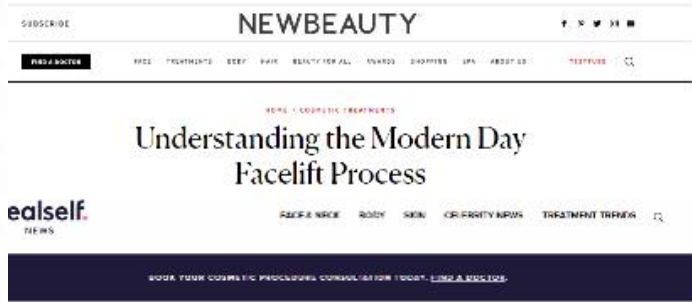 SUBSCRIBE
NEWBEAUTY
FIND A DOCTOR FACE TREATMENTS BODY HAIR BEAUTY FOR ALL AWARDS SHOPPING SPA ABOUT US TESTTUBE
HOME / COSMETIC TREATMENTS
Understanding the Modern Day
Facelift Process
ealself.
NEWS
FACE & NECK BODY SKIN CELEBRITY NEWS TREATMENT TRENDS
BOOK YOUR COSMETIC PROCEDURE CONSULTATION TODAY. FIND A DOCTOR.